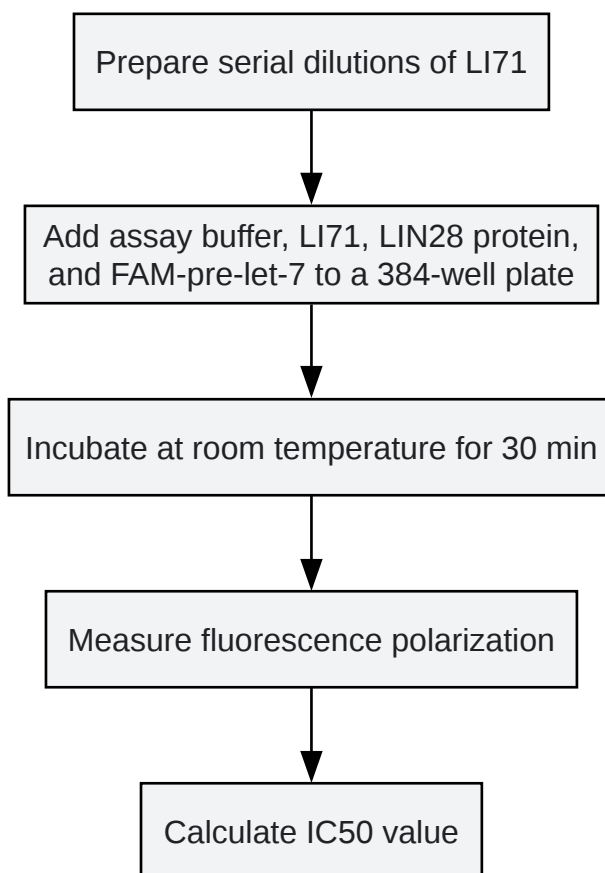 Prepare serial dilutions of LI71
Add assay buffer, LI71, LIN28 protein,
and FAM-pre-let-7 to a 384-well plate
Incubate at room temperature for 30 min
Measure fluorescence polarization
Calculate IC50 value